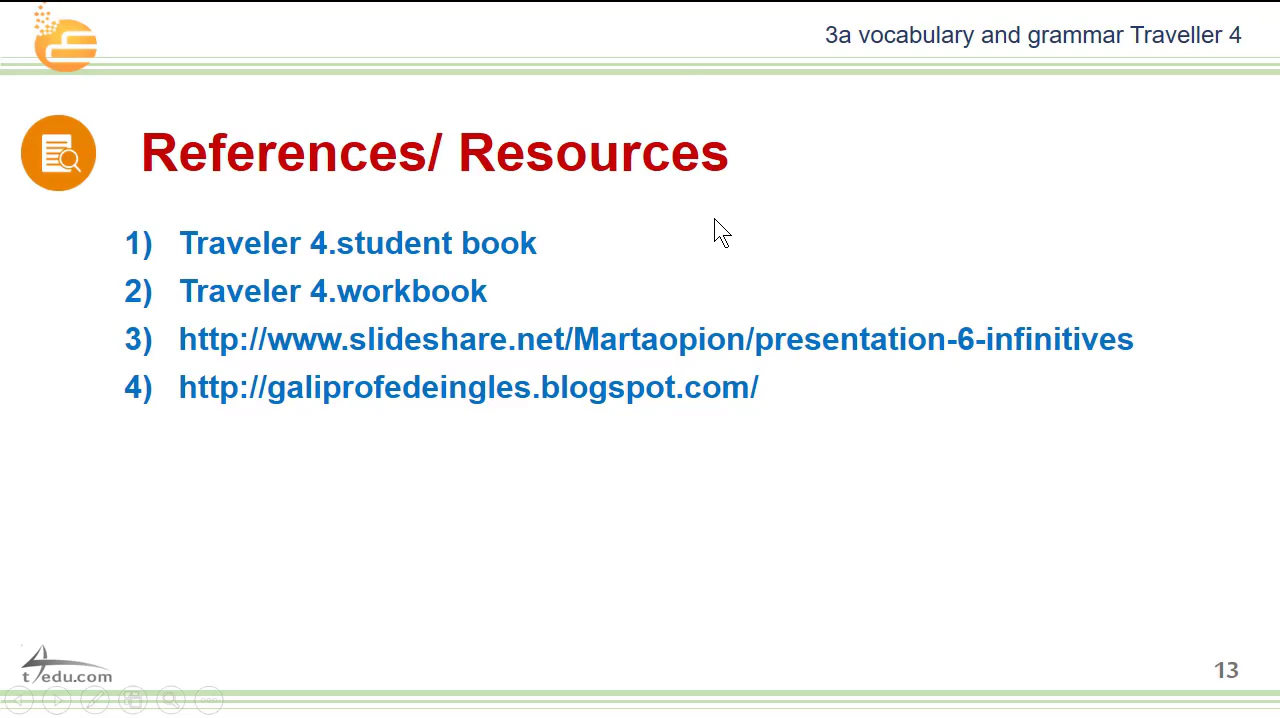 3a vocabulary and grammar Traveller 4
References/ Resources
1) Traveler 4.student book
2) Traveler 4.workbook
3) http://www.slideshare.net/Martaopion/presentation-6-infinitives
4) http://galiprofedeingles.blogspot.com/
t4edu.com
13